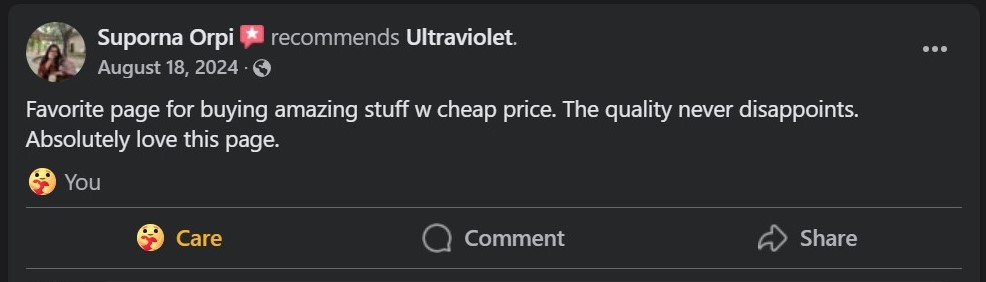 Suporna Orpi recommends Ultraviolet.
August 18, 2024 ·
Favorite page for buying amazing stuff w cheap price. The quality never disappoints.
Absolutely love this page.
You
Care Comment Share